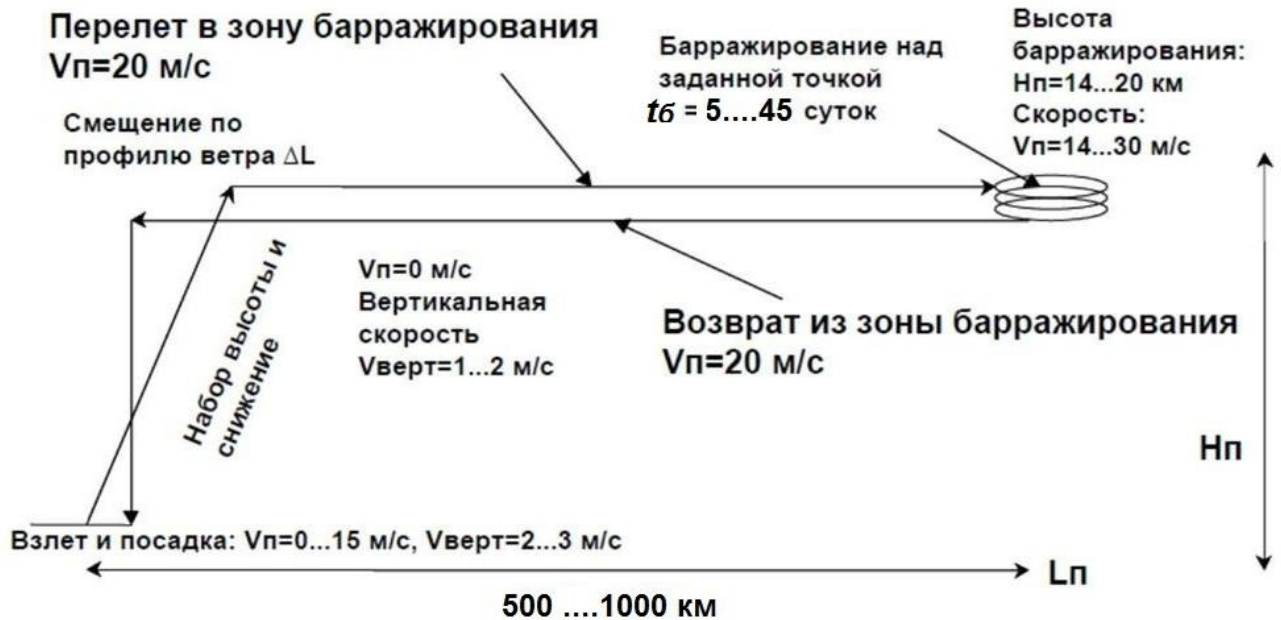 Перелет в зону барражирования
Vп=20 м/с
Барражирование над
заданной точкой
tб = 5....45 суток
Высота
барражирования:
Hп=14...20 км
Скорость:
Vп=14...30 м/с
Смещение по
профилю ветра ΔL
Набор высоты и
снижение
Vп=0 м/с
Вертикальная
скорость
Vверт=1...2 м/с
Возврат из зоны барражирования
Vп=20 м/с
Hп
Взлет и посадка: Vп=0...15 м/с, Vверт=2...3 м/с
Lп
500 ....1000 км